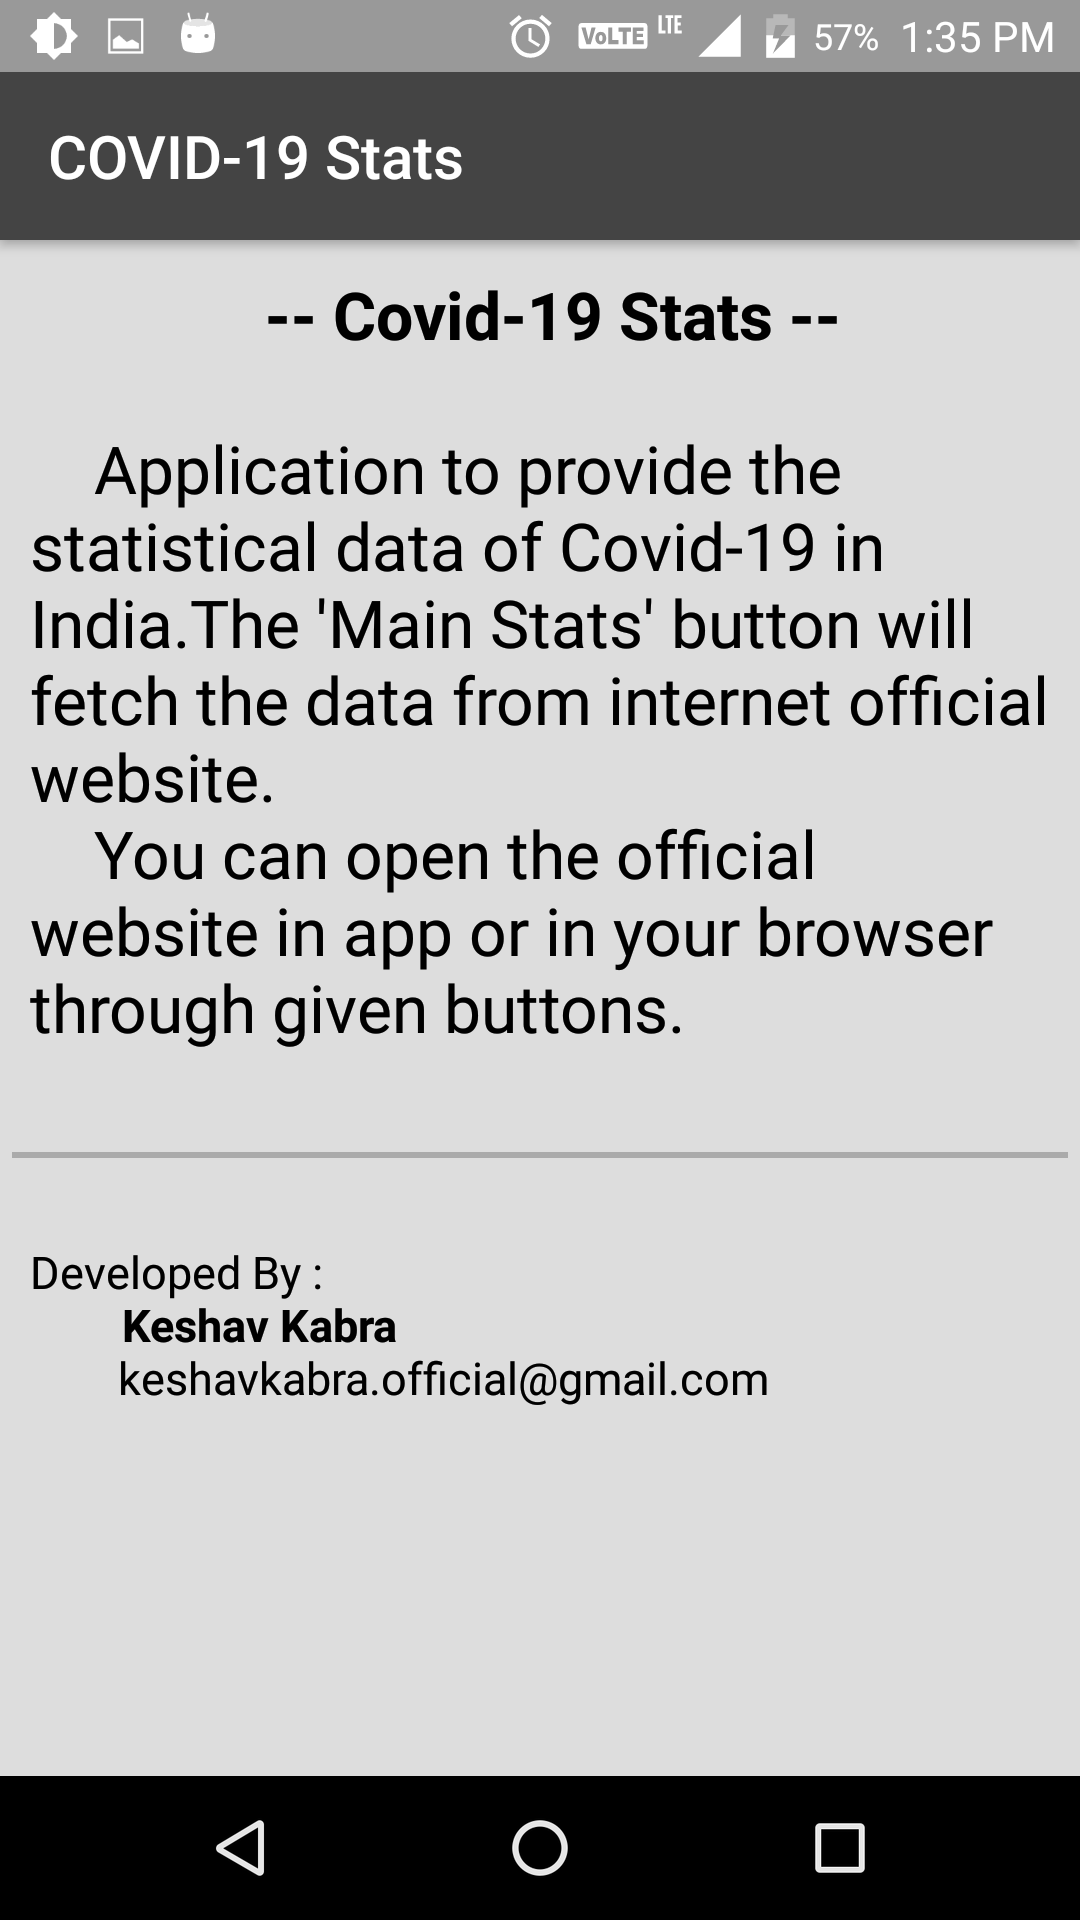 VoLTE LTE 57% 1:35 PM
COVID-19 Stats
-- Covid-19 Stats --
Application to provide the
statistical data of Covid-19 in
India.The 'Main Stats' button will
fetch the data from internet official
website.
You can open the official
website in app or in your browser
through given buttons.
Developed By :
Keshav Kabra
keshavkabra.official@gmail.com